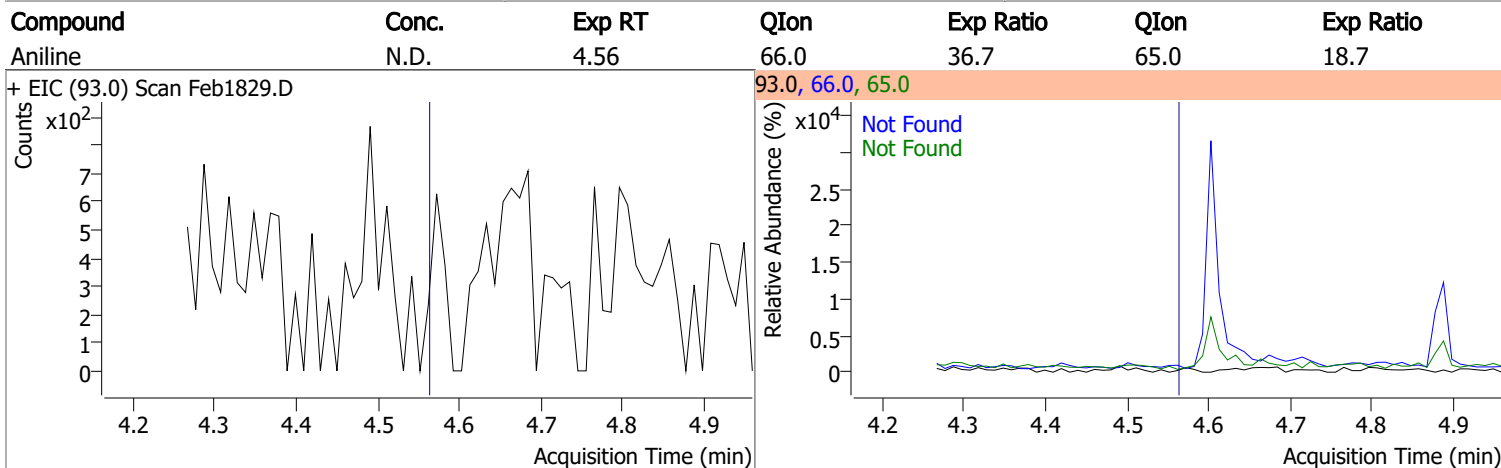 Compound Conc. Exp RT QIon Exp Ratio QIon Exp Ratio
Aniline N.D. 4.56 66.0 36.7 65.0 18.7
+ EIC (93.0) Scan Feb1829.D
Counts
x10²
7
6
5
4
3
2
1
0
4.2 4.3 4.4 4.5 4.6 4.7 4.8 4.9
Acquisition Time (min)
93.0, 66.0, 65.0
Relative Abundance (%)
x10⁴
Not Found
Not Found
2.5
2
1.5
1
0.5
0
4.2 4.3 4.4 4.5 4.6 4.7 4.8 4.9
Acquisition Time (min)